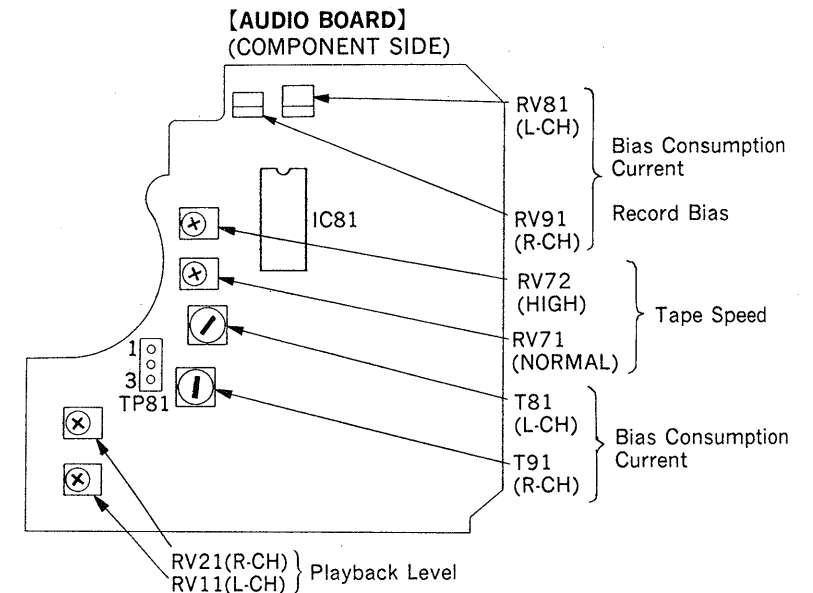 【AUDIO BOARD】
(COMPONENT SIDE)
RV81
(L-CH)
Bias Consumption
Current
RV91
(R-CH)
Record Bias
IC81
RV72
(HIGH)
Tape Speed
RV71
(NORMAL)
1
3
TP81
T81
(L-CH)
Bias Consumption
Current
T91
(R-CH)
RV21(R-CH)
RV11(L-CH)
Playback Level